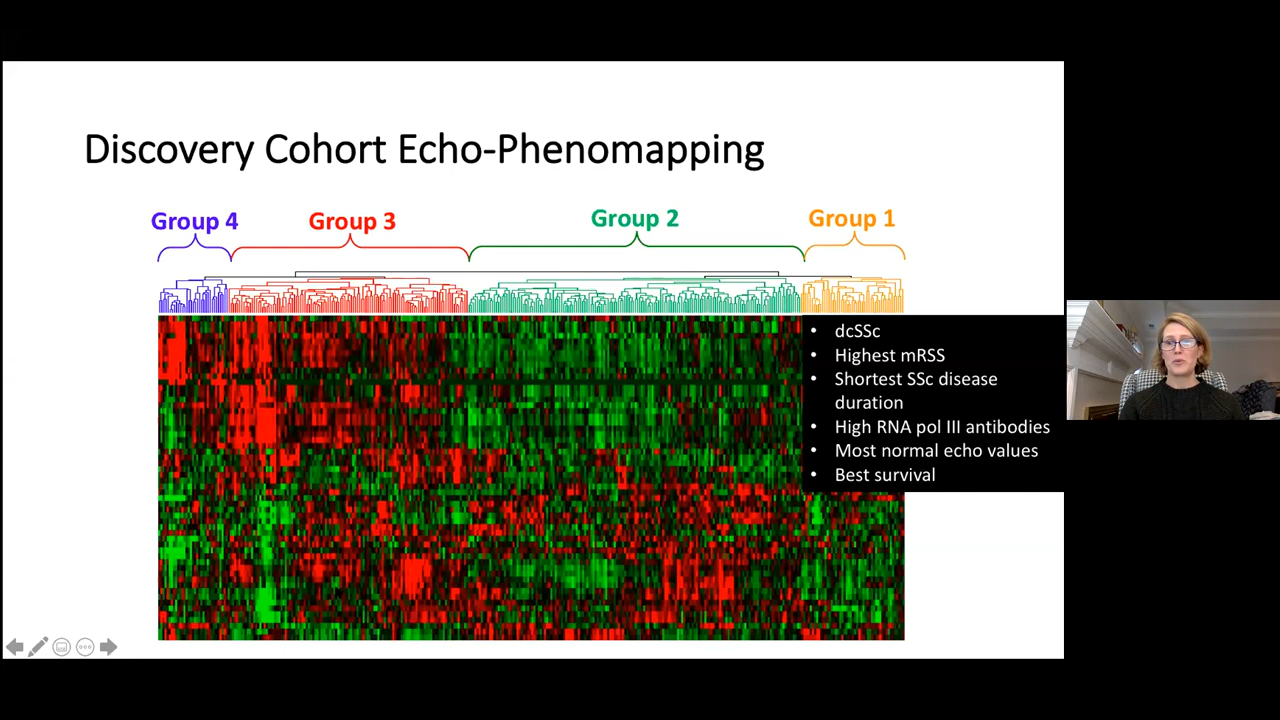 Discovery Cohort Echo-Phenomapping
Group 4
Group 3
Group 2
Group 1
• dcSSc
• Highest mRSS
• Shortest SSc disease
duration
• High RNA pol III antibodies
• Most normal echo values
• Best survival